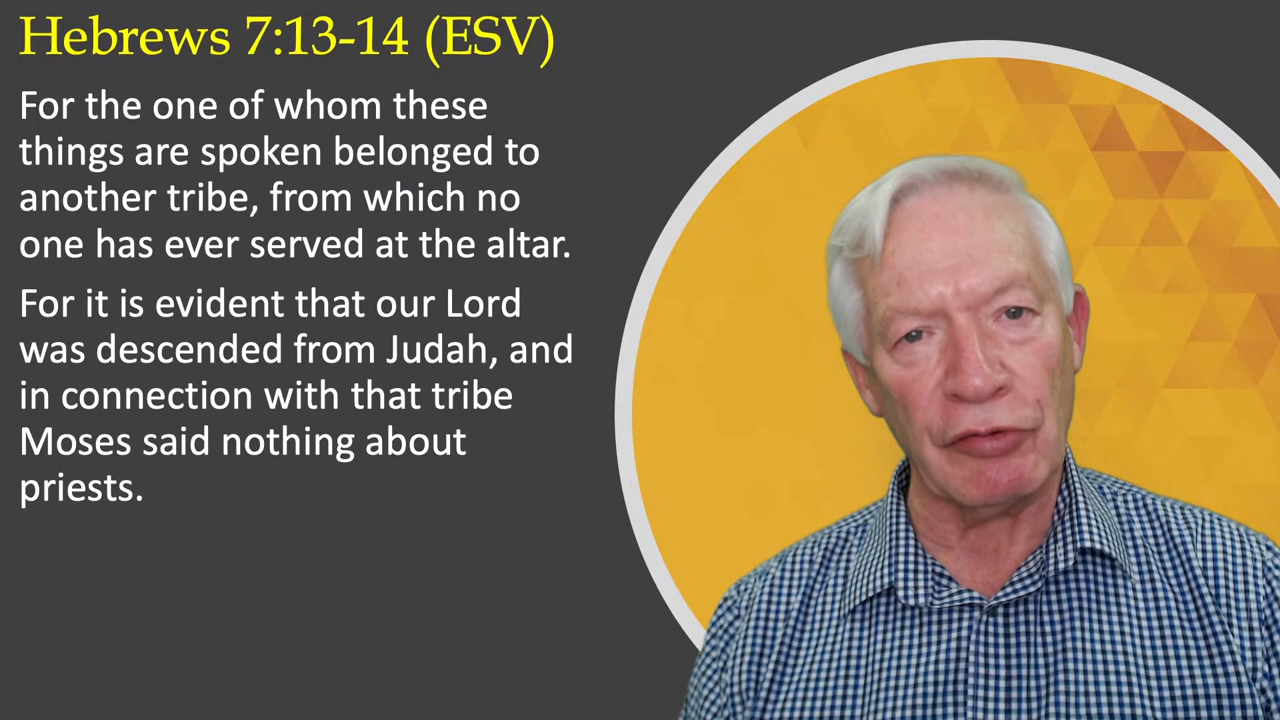 Hebrews 7:13-14 (ESV)
For the one of whom these
things are spoken belonged to
another tribe, from which no
one has ever served at the altar.
For it is evident that our Lord
was descended from Judah, and
in connection with that tribe
Moses said nothing about
priests.